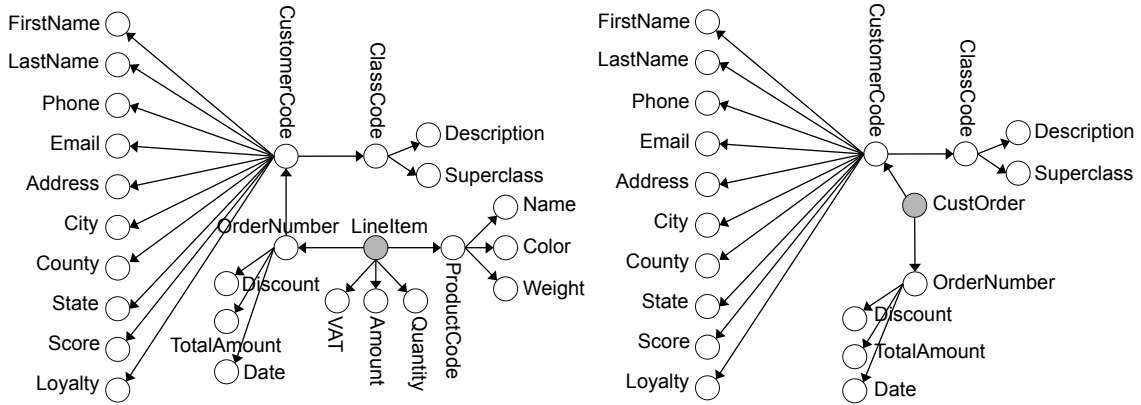 FirstName
LastName
Phone
Email
Address
City
County
State
Score
Loyalty
CustomerCode
ClassCode
Description
Superclass
OrderNumber
LineItem
Name
Color
Weight
ProductCode
Discount
TotalAmount
Date
VAT
Amount
Quantity
FirstName
LastName
Phone
Email
Address
City
County
State
Score
Loyalty
CustomerCode
ClassCode
Description
Superclass
CustOrder
OrderNumber
Discount
TotalAmount
Date